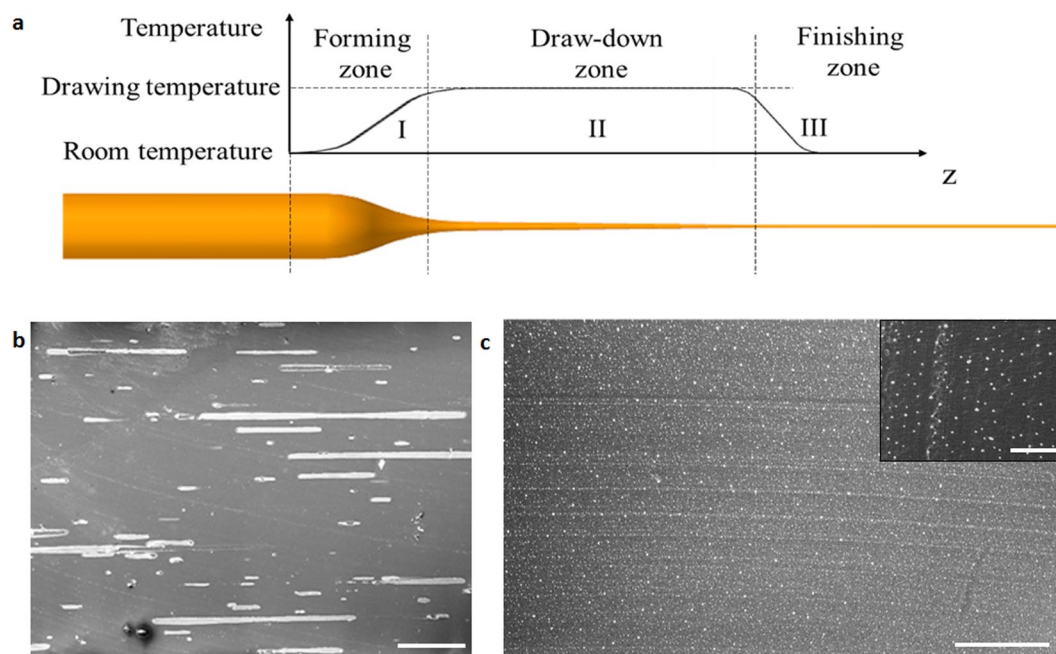 a
Temperature
Forming
zone
Draw-down
zone
Finishing
zone
Drawing temperature
I
II
III
Room temperature
z
b
c